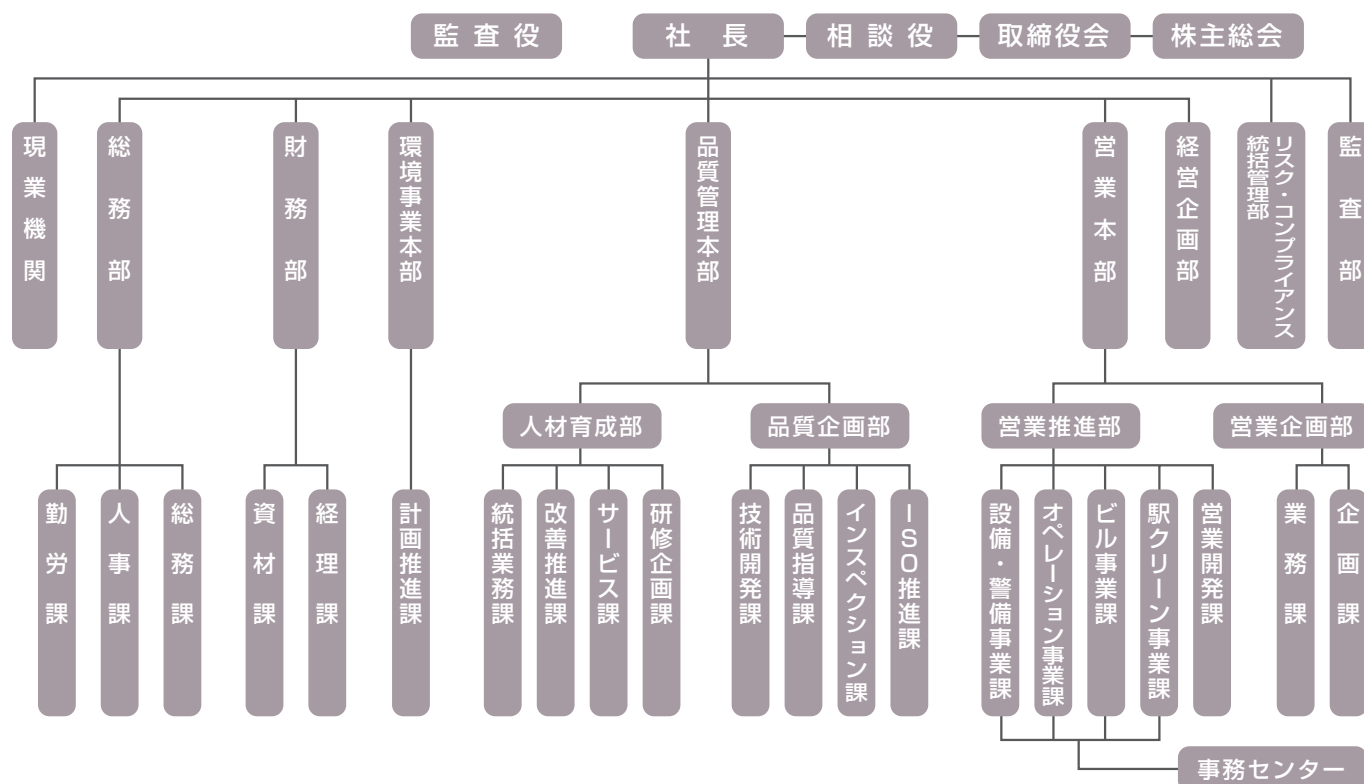 監査役
社長
相談役
取締役会
株主総会
現業機関
総務部
財務部
環境事業本部
品質管理本部
営業本部
経営企画部
リスク・コンプライアンス
統括管理部
監査部
人材育成部
品質企画部
営業推進部
営業企画部
勤労課
人事課
総務課
資材課
経理課
計画推進課
統括業務課
改善推進課
サービス課
研修企画課
技術開発課
品質指導課
インスペクション課
ISO推進課
設備・警備事業課
オペレーション事業課
ビル事業課
駅クリーン事業課
営業開発課
業務課
企画課
事務センター